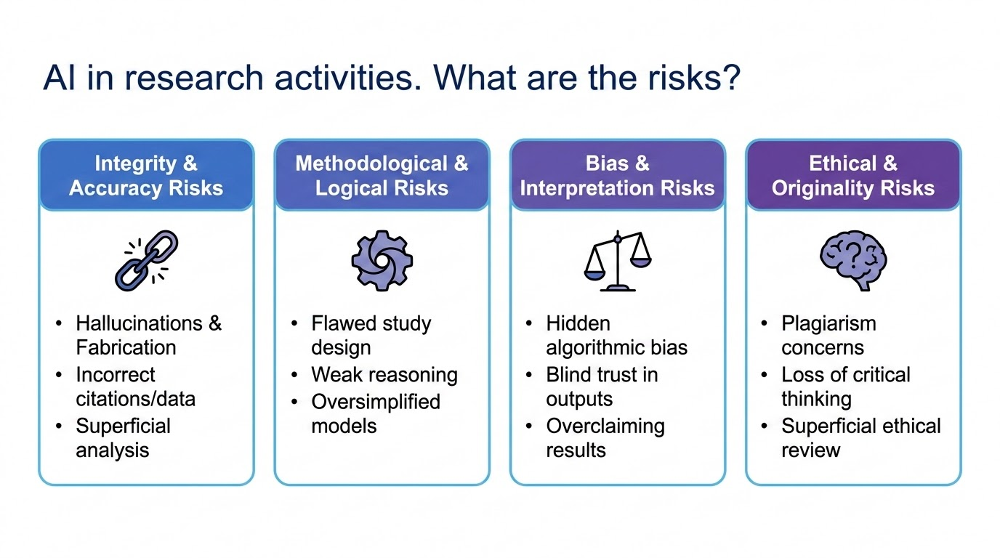 AI in research activities. What are the risks?
Integrity &
Accuracy Risks
• Hallucinations &
Fabrication
• Incorrect
citations/data
• Superficial
analysis
Methodological &
Logical Risks
• Flawed study
design
• Weak reasoning
• Oversimplified
models
Bias &
Interpretation Risks
• Hidden
algorithmic bias
• Blind trust in
outputs
• Overclaiming
results
Ethical &
Originality Risks
?
• Plagiarism
concerns
• Loss of critical
thinking
• Superficial ethical
review